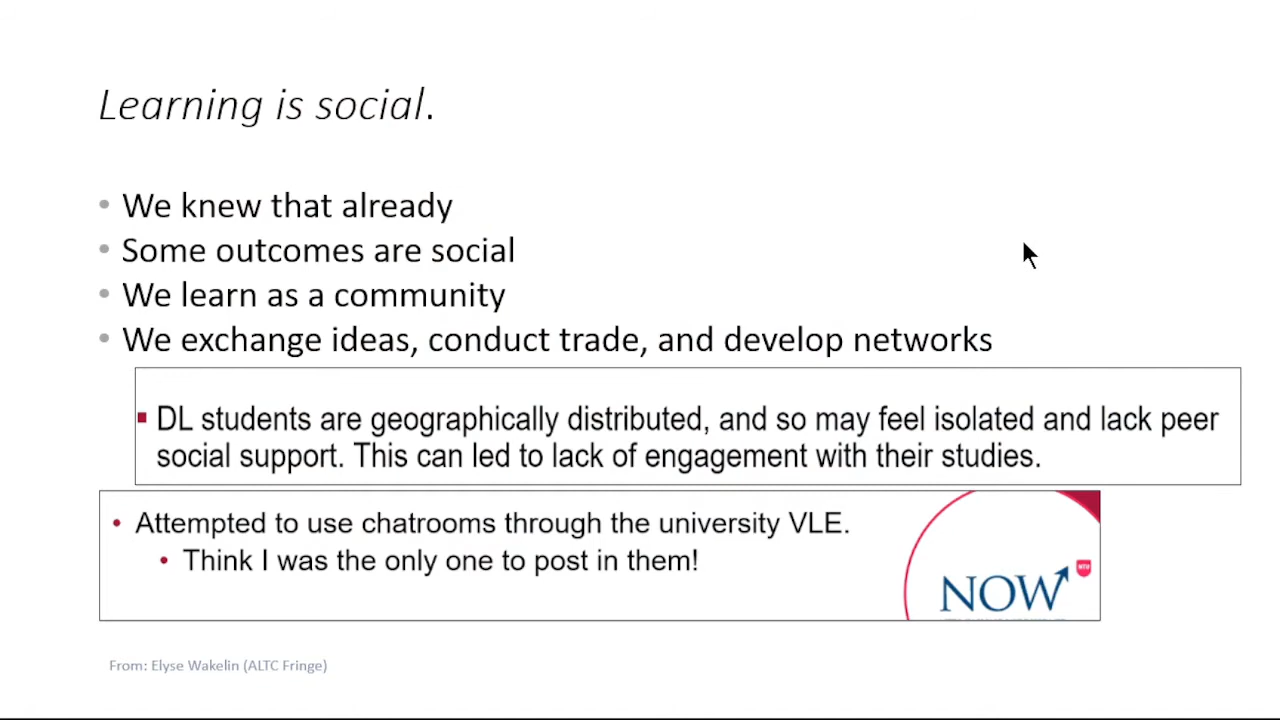 Learning is social.
• We knew that already
• Some outcomes are social
• We learn as a community
• We exchange ideas, conduct trade, and develop networks
▪ DL students are geographically distributed, and so may feel isolated and lack peer
social support. This can led to lack of engagement with their studies.
• Attempted to use chatrooms through the university VLE.
• Think I was the only one to post in them!
NOW
NTU
From: Elyse Wakelin (ALTC Fringe)